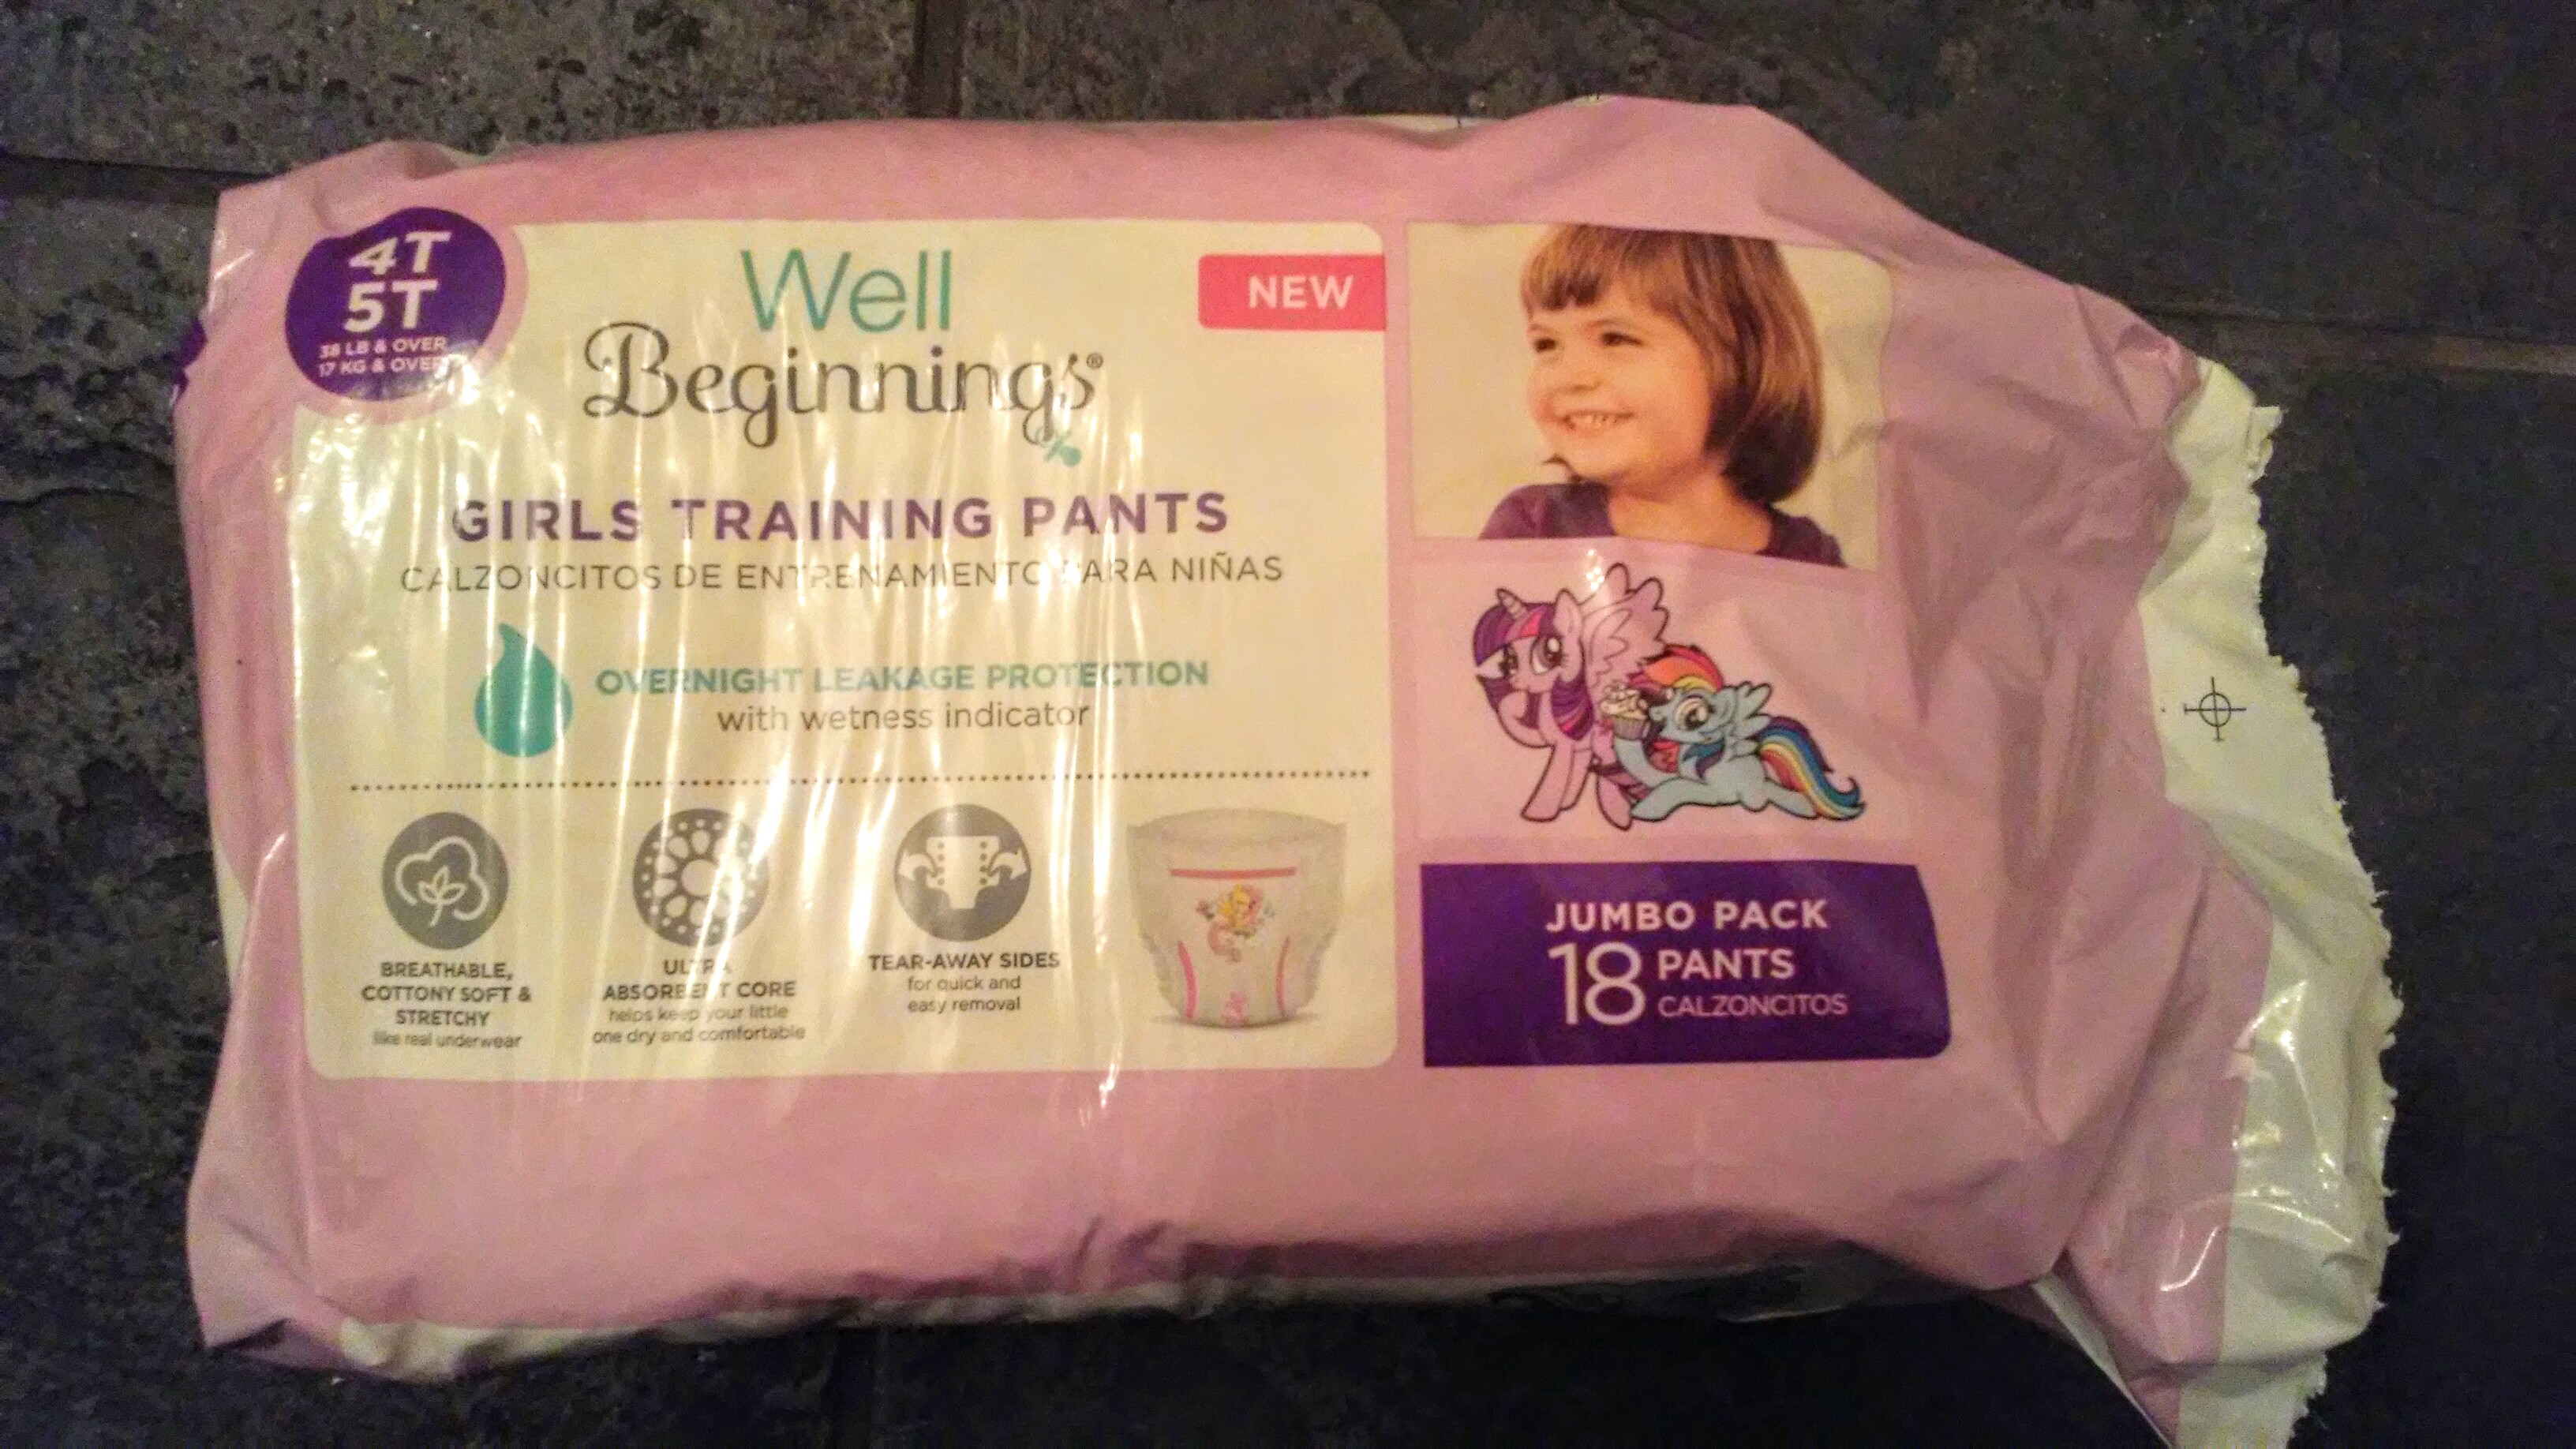 4T
5T
38 LB & OVER
17 KG & OVER
Well
Beginnings®
NEW
GIRLS TRAINING PANTS
CALZONCITOS DE ENTRENAMIENTO PARA NIÑAS
OVERNIGHT LEAKAGE PROTECTION
with wetness indicator
BREATHABLE,
COTTONY SOFT &
STRETCHY
like real underwear
ULTRA
ABSORBENT CORE
helps keep your little
one dry and comfortable
TEAR-AWAY SIDES
for quick and
easy removal
JUMBO PACK
18 PANTS
CALZONCITOS